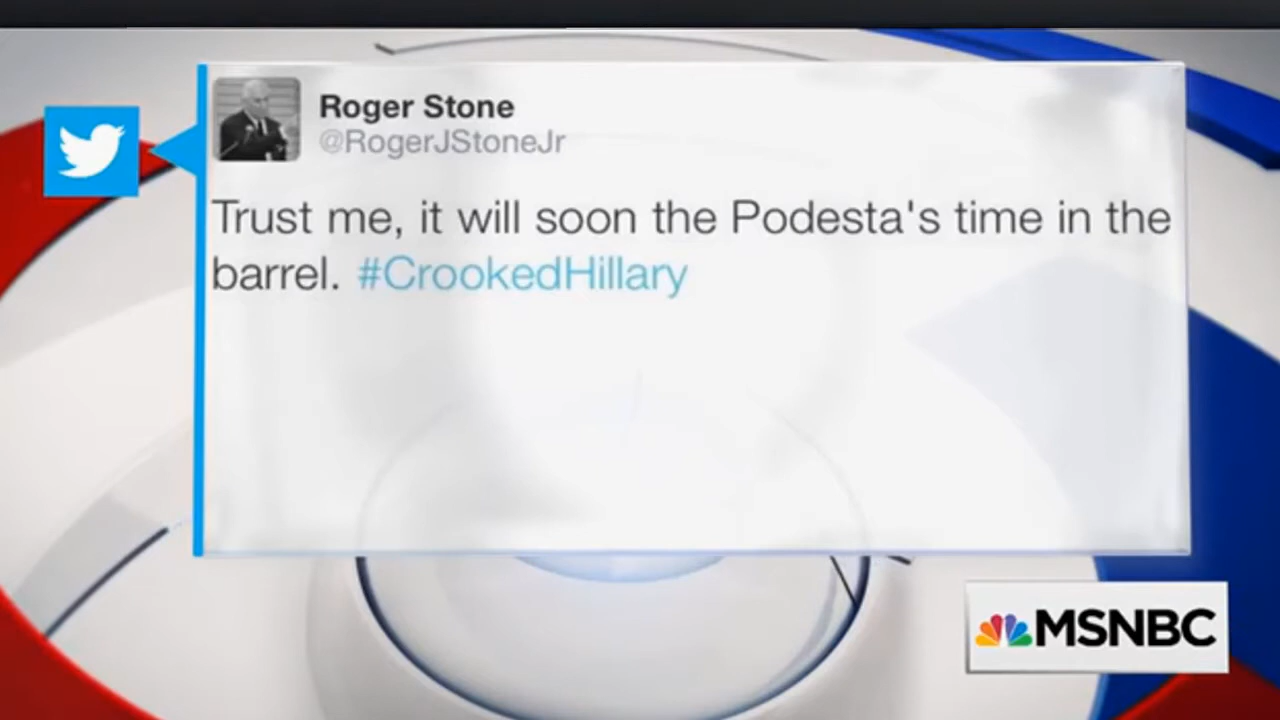 Roger Stone
@RogerJStoneJr
Trust me, it will soon the Podesta's time in the
barrel. #CrookedHillary
MSNBC